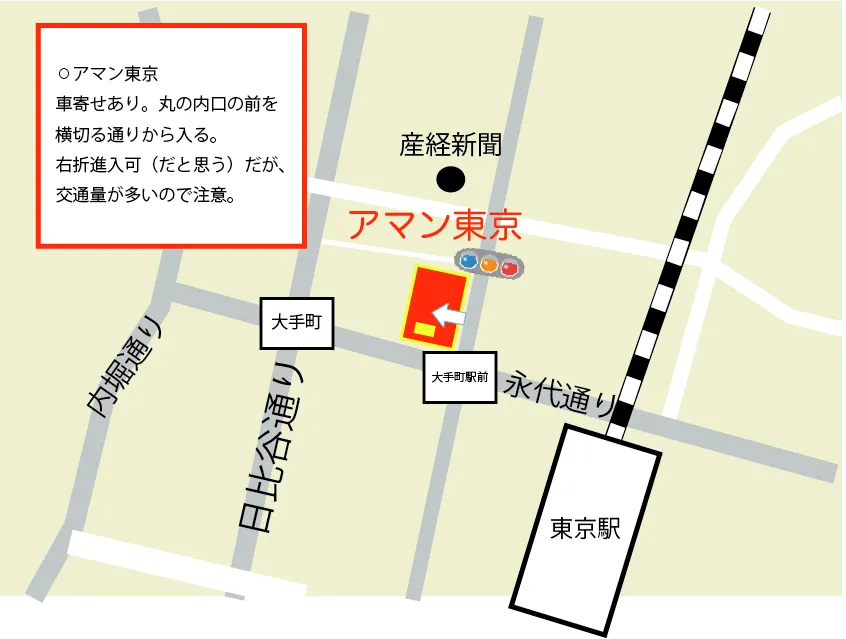 ○アマン東京
車寄せあり。丸の内口の前を
横切る通りから入る。
右折進入可（だと思う）だが、
交通量が多いので注意。
産経新聞
アマン東京
大手町
大手町駅前
永代通り
内堀通り
日比谷通り
東京駅